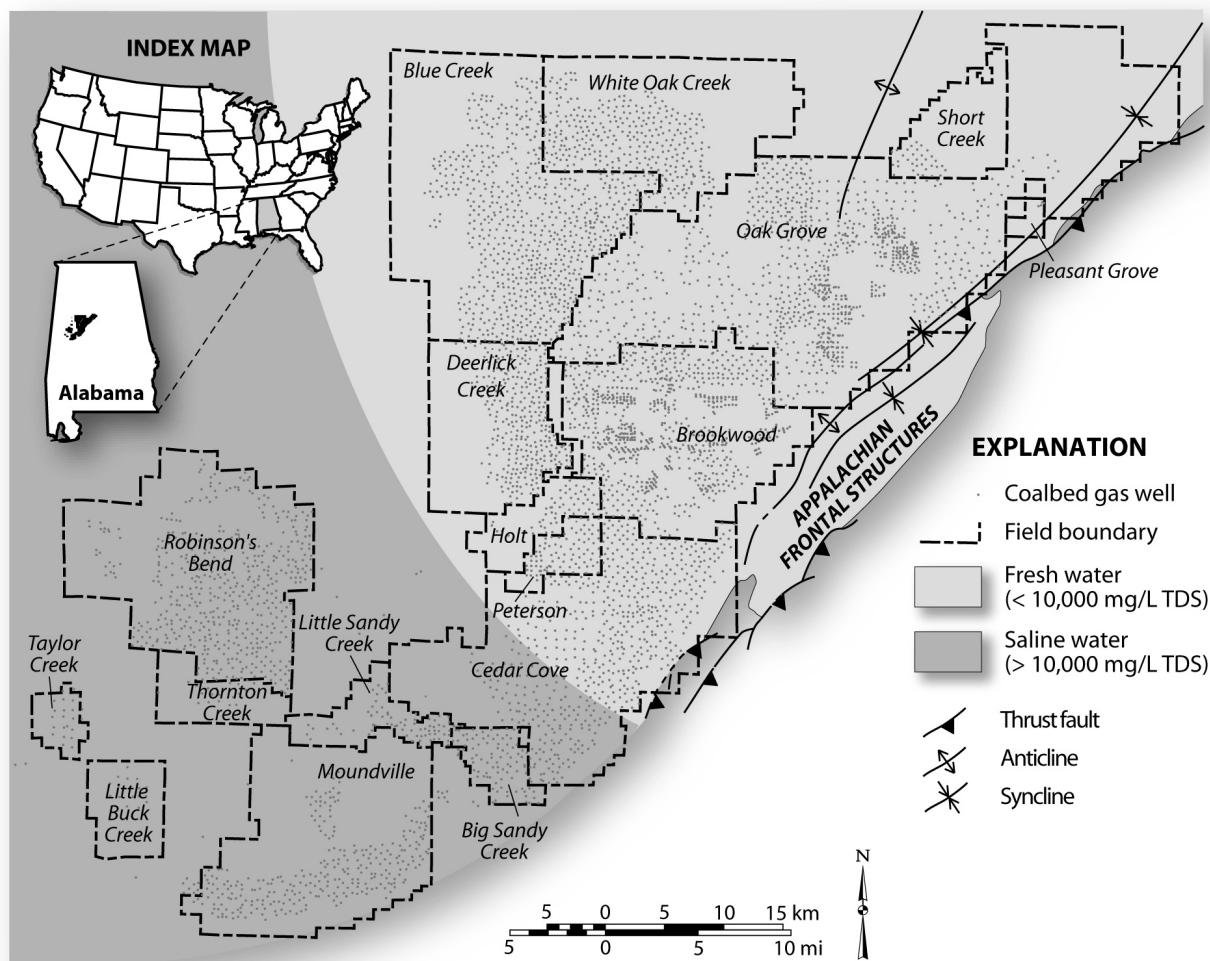 INDEX MAP
Alabama
Blue Creek
White Oak Creek
Short
Creek
Oak Grove
Pleasant Grove
Deerlick
Creek
Brookwood
Holt
Peterson
Robinson's
Bend
Little Sandy
Creek
Taylor
Creek
Thornton
Creek
Cedar Cove
Moundville
Little
Buck
Creek
Big Sandy
Creek
APPALACHIAN
FRONTAL STRUCTURES
EXPLANATION
Coalbed gas well
Field boundary
Fresh water
(< 10,000 mg/L TDS)
Saline water
(> 10,000 mg/L TDS)
Thrust fault
Anticline
Syncline
N
5 0 5 10 15 km
5 0 5 10 mi